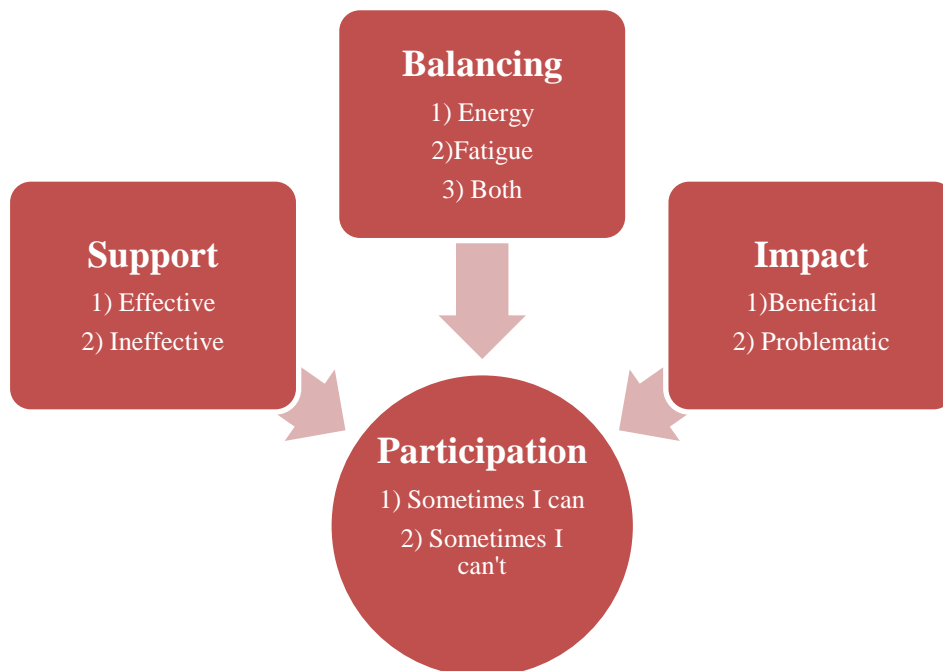 Balancing
1) Energy
2)Fatigue
3) Both
Support
1) Effective
2) Ineffective
Impact
1)Beneficial
2) Problematic
Participation
1) Sometimes I can
2) Sometimes I
can't